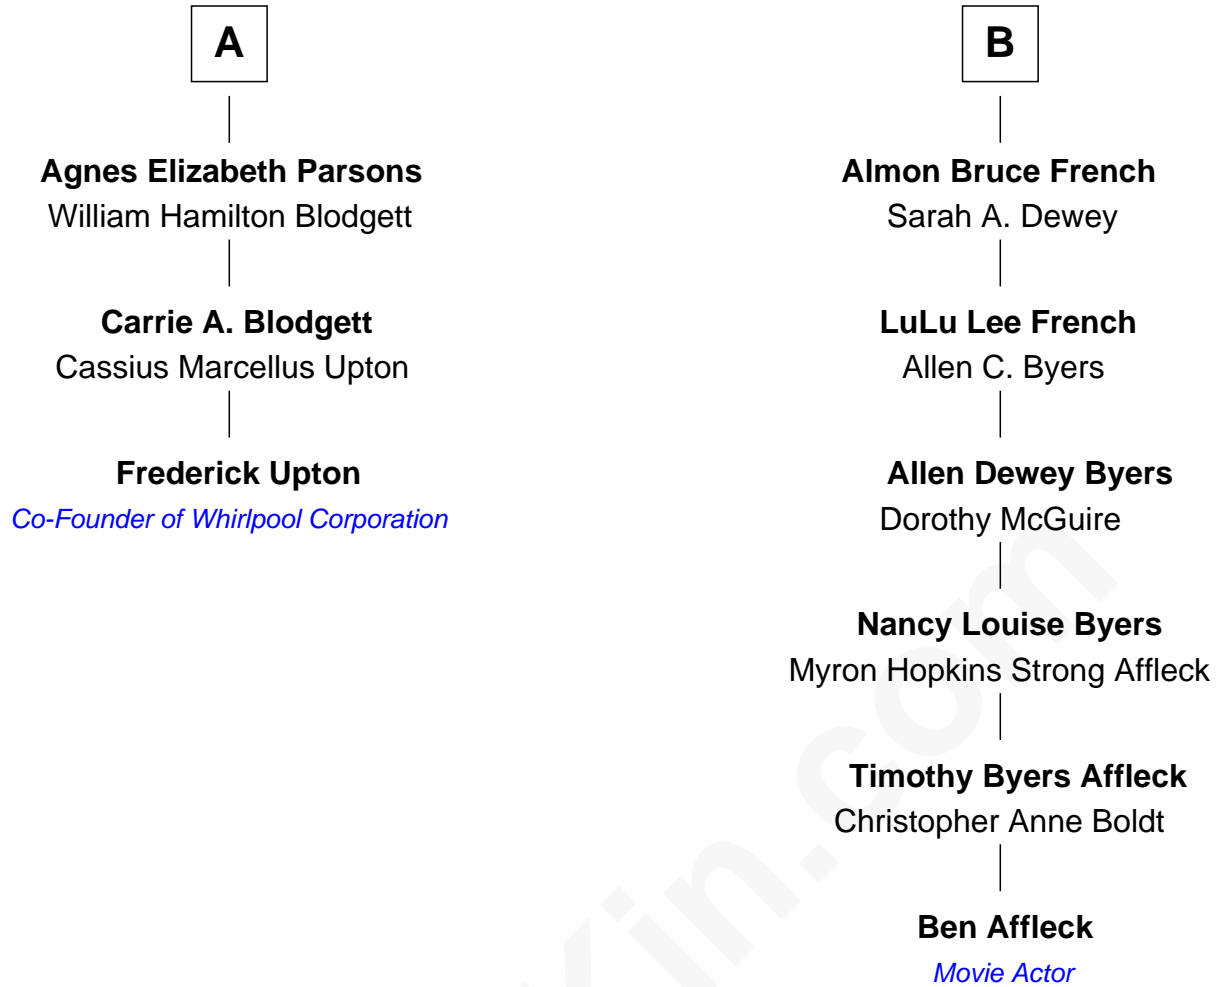 A
Agnes Elizabeth Parsons
William Hamilton Blodgett
Carrie A. Blodgett
Cassius Marcellus Upton
Frederick Upton
Co-Founder of Whirlpool Corporation
B
Almon Bruce French
Sarah A. Dewey
LuLu Lee French
Allen C. Byers
Allen Dewey Byers
Dorothy McGuire
Nancy Louise Byers
Myron Hopkins Strong Affleck
Timothy Byers Affleck
Christopher Anne Boldt
Ben Affleck
Movie Actor
Kin.com